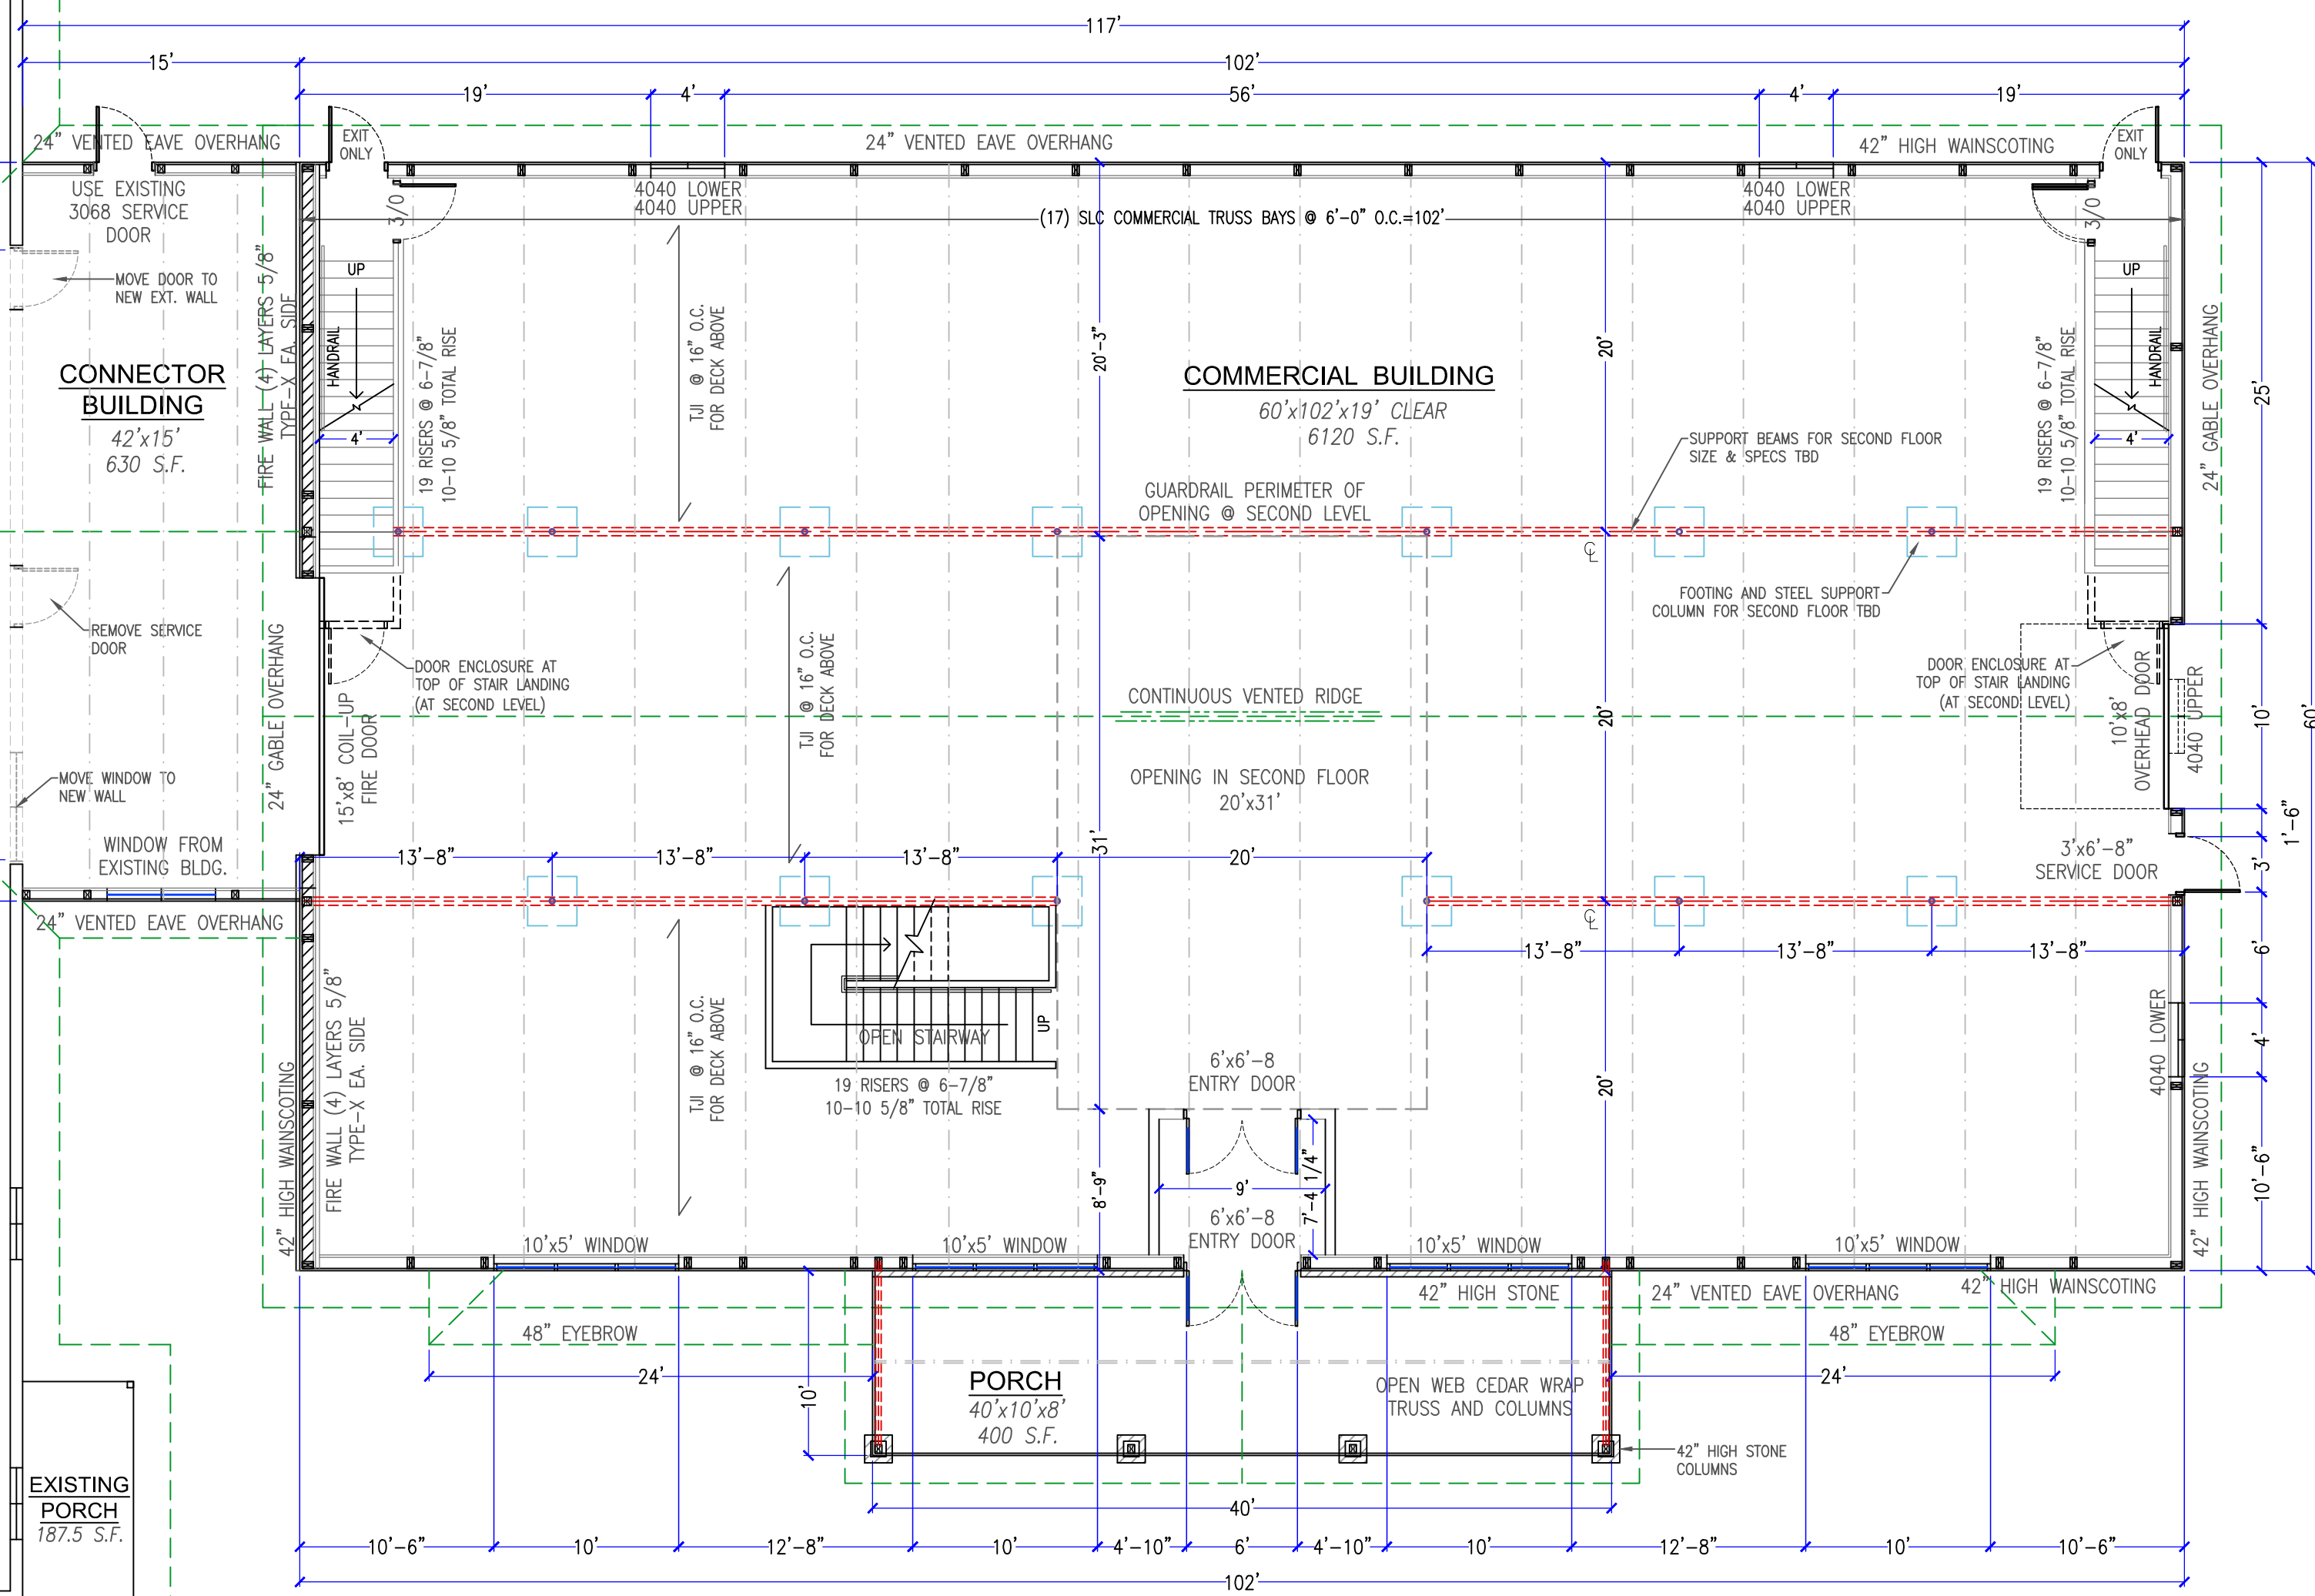 117'
15'
102'
19'
4'
56'
4'
19'
24" VENTED EAVE OVERHANG
EXIT
ONLY
24" VENTED EAVE OVERHANG
42" HIGH WAINSCOTING
EXIT
ONLY
USE EXISTING
3068 SERVICE
DOOR
3/0
4040 LOWER
4040 UPPER
4040 LOWER
4040 UPPER
3/0
(17) SLC COMMERCIAL TRUSS BAYS @ 6'-0" O.C.=102'
MOVE DOOR TO
NEW EXT. WALL
FIRE WALL (4) LAYERS 5/8"
TYPE-X EA. SIDE
UP
HANDRAIL
4'
19 RISERS @ 6-7/8"
10-10 5/8" TOTAL RISE
TJI @ 16" O.C.
FOR DECK ABOVE
20'-3"
20'
UP
HANDRAIL
4'
19 RISERS @ 6-7/8"
10-10 5/8" TOTAL RISE
24" GABLE OVERHANG
25'
CONNECTOR
BUILDING
42'x15'
630 S.F.
COMMERCIAL BUILDING
60'x102'x19' CLEAR
6120 S.F.
SUPPORT BEAMS FOR SECOND FLOOR
SIZE & SPECS TBD
GUARDRAIL PERIMETER OF
OPENING @ SECOND LEVEL
CL
FOOTING AND STEEL SUPPORT
COLUMN FOR SECOND FLOOR TBD
REMOVE SERVICE
DOOR
24" GABLE OVERHANG
DOOR ENCLOSURE AT
TOP OF STAIR LANDING
(AT SECOND LEVEL)
15'x8' COIL-UP
FIRE DOOR
TJI @ 16" O.C.
FOR DECK ABOVE
CONTINUOUS VENTED RIDGE
20'
DOOR ENCLOSURE AT
TOP OF STAIR LANDING
(AT SECOND LEVEL)
10'x8'
OVERHEAD DOOR
4040 UPPER
10'
60'
MOVE WINDOW TO
NEW WALL
OPENING IN SECOND FLOOR
20'x31'
31'
1'-6"
WINDOW FROM
EXISTING BLDG.
13'-8"
13'-8"
13'-8"
20'
3'x6'-8"
SERVICE DOOR
3'
24" VENTED EAVE OVERHANG
CL
13'-8"
13'-8"
13'-8"
6'
FIRE WALL (4) LAYERS 5/8"
TYPE-X EA. SIDE
42" HIGH WAINSCOTING
TJI @ 16" O.C.
FOR DECK ABOVE
OPEN STAIRWAY
UP
19 RISERS @ 6-7/8"
10-10 5/8" TOTAL RISE
6'x6'-8
ENTRY DOOR
20'
4040 LOWER
4'
42" HIGH WAINSCOTING
10'-6"
8'-9"
9'
7'-4 1/4"
6'x6'-8
ENTRY DOOR
10'x5' WINDOW
10'x5' WINDOW
10'x5' WINDOW
10'x5' WINDOW
42" HIGH STONE
24" VENTED EAVE OVERHANG
42" HIGH WAINSCOTING
48" EYEBROW
48" EYEBROW
24'
10'
24'
PORCH
40'x10'x8'
400 S.F.
OPEN WEB CEDAR WRAP
TRUSS AND COLUMNS
42" HIGH STONE
COLUMNS
EXISTING
PORCH
187.5 S.F.
40'
10'-6"
10'
12'-8"
10'
4'-10"
6'
4'-10"
10'
12'-8"
10'
10'-6"
102'